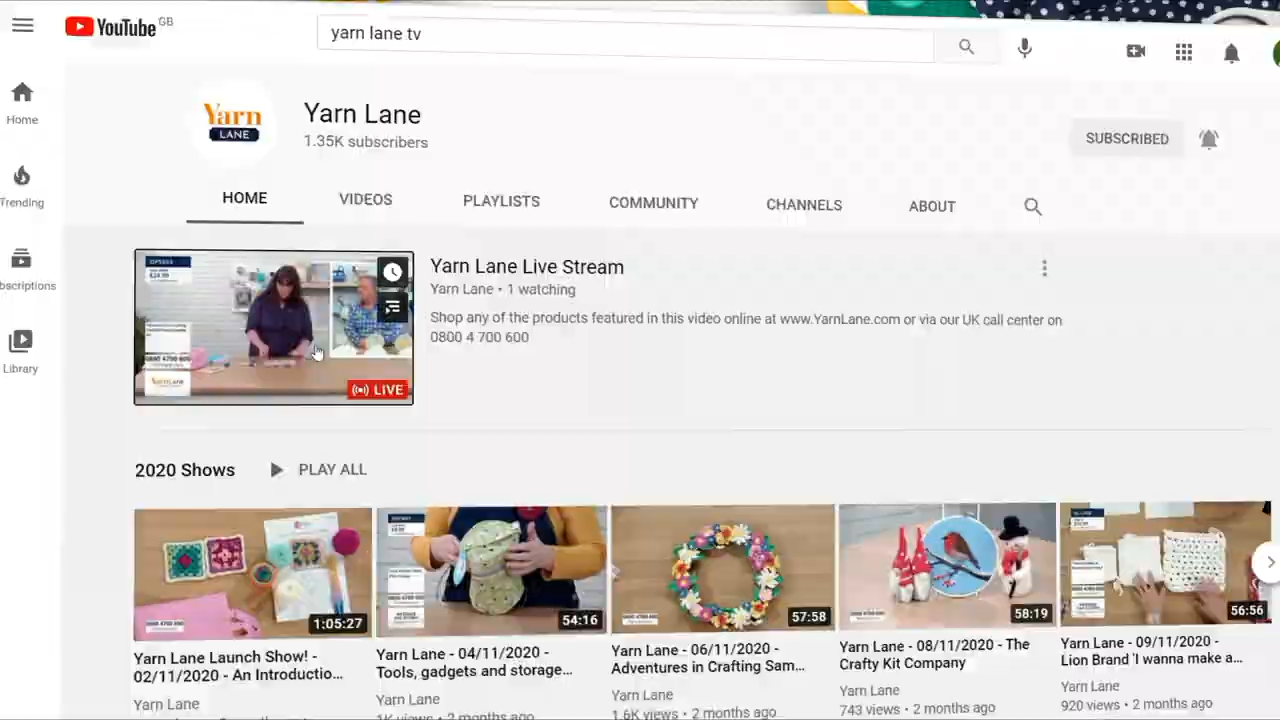 YouTube GB
yarn lane tv
Home
Trending
bscriptions
Library
Yarn
LANE
Yarn Lane
1.35K subscribers
SUBSCRIBED
HOME VIDEOS PLAYLISTS COMMUNITY CHANNELS ABOUT
LIVE
Yarn Lane Live Stream
Yarn Lane • 1 watching
Shop any of the products featured in this video online at www.YarnLane.com or via our UK call center on
0800 4 700 600
2020 Shows PLAY ALL
1:05:27
Yarn Lane Launch Show! -
02/11/2020 - An Introductio...
Yarn Lane
54:16
Yarn Lane - 04/11/2020 -
Tools, gadgets and storage...
Yarn Lane
1K views • 2 months ago
57:58
Yarn Lane - 06/11/2020 -
Adventures in Crafting Sam...
Yarn Lane
1.6K views • 2 months ago
58:19
Yarn Lane - 08/11/2020 - The
Crafty Kit Company
Yarn Lane
743 views • 2 months ago
56:56
Yarn Lane - 09/11/2020 -
Lion Brand 'I wanna make a...
Yarn Lane
920 views • 2 months ago